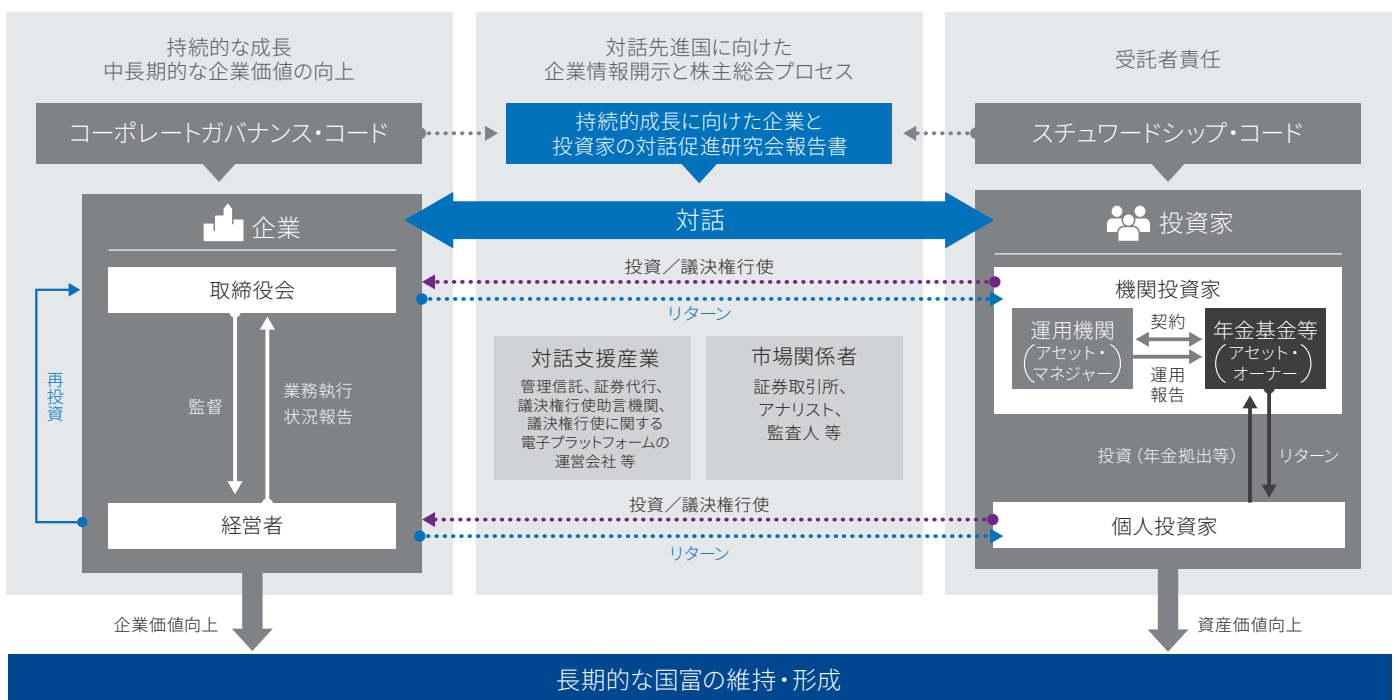 持続的な成長
中長期的な企業価値の向上
コーポレートガバナンス・コード
対話先進国に向けた
企業情報開示と株主総会プロセス
持続的成長に向けた企業と
投資家の対話促進研究会報告書
受託者責任
スチュワードシップ・コード
対話
企業
取締役会
再投資
監督
業務執行
状況報告
経営者
投資／議決権行使
リターン
対話支援産業
管理信託、証券代行、
議決権行使助言機関、
議決権行使に関する
電子プラットフォームの
運営会社 等
市場関係者
証券取引所、
アナリスト、
監査人 等
投資／議決権行使
リターン
投資家
機関投資家
運用機関
(アセット・
マネジャー)
契約
運用
報告
年金基金等
(アセット・
オーナー)
投資（年金拠出等）
リターン
個人投資家
企業価値向上
資産価値向上
長期的な国富の維持・形成